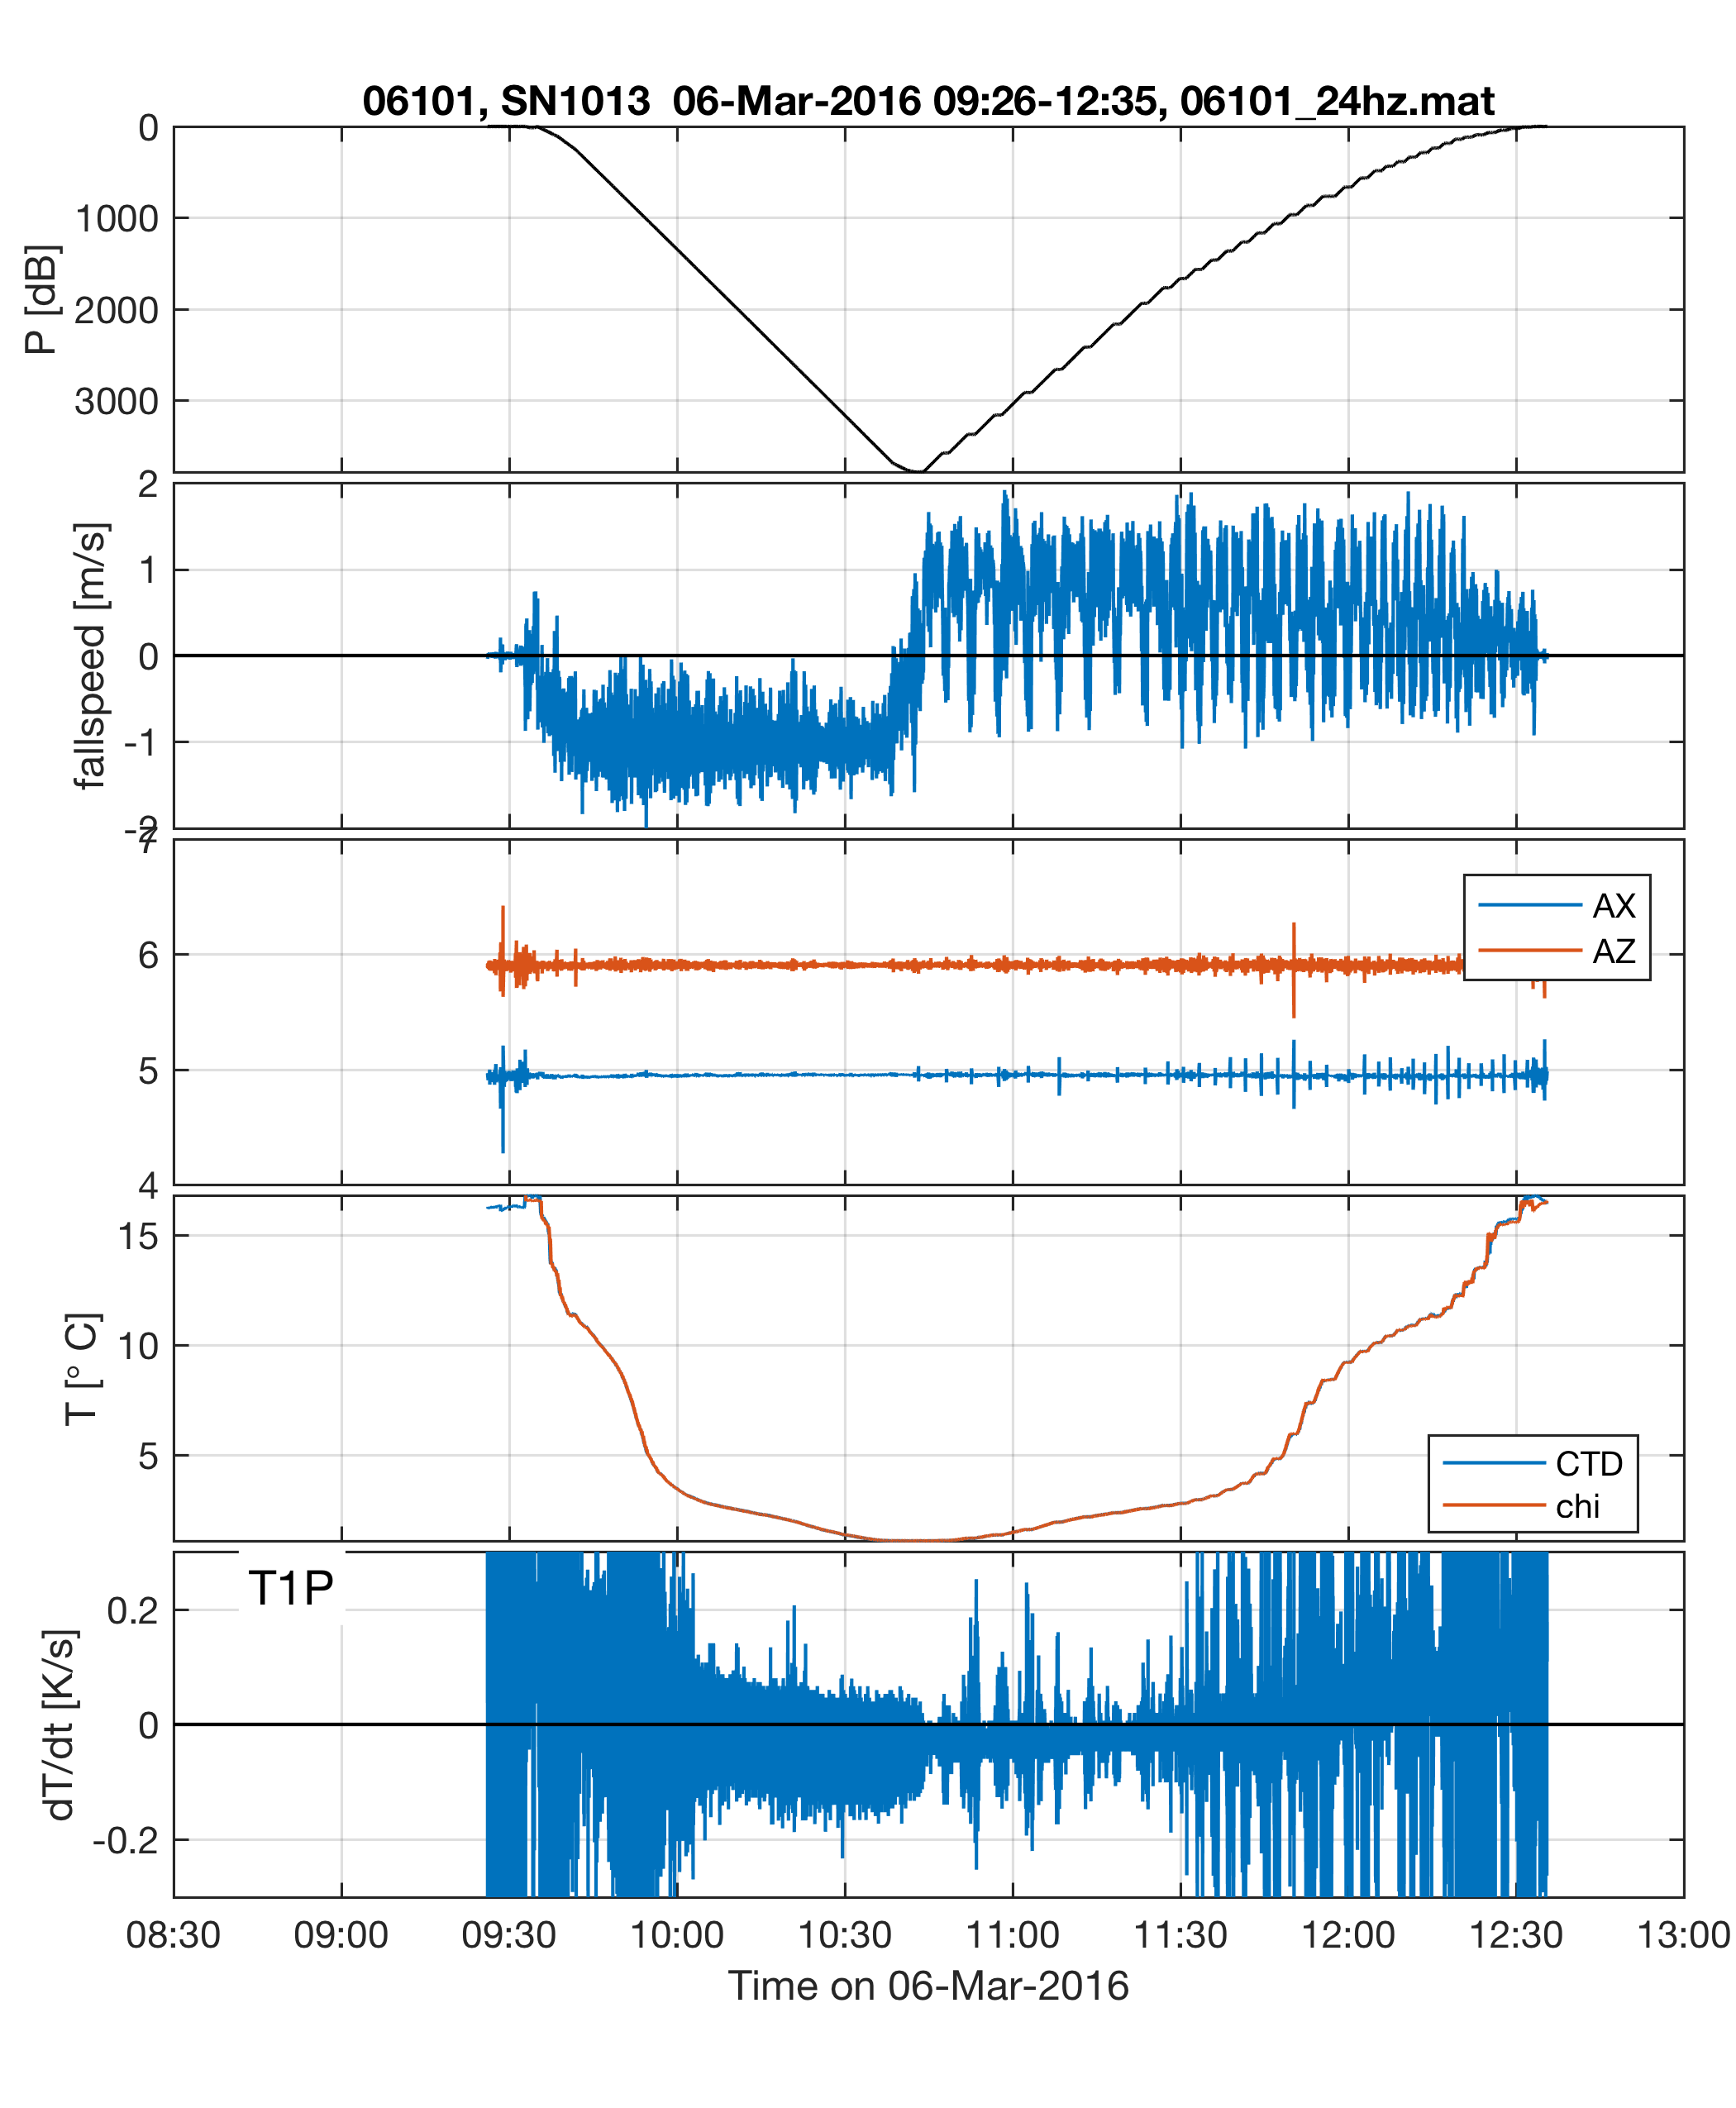 06101, SN1013  06-Mar-2016 09:26-12:35, 06101_24hz.mat
P [dB]
0
1000
2000
3000
fallspeed [m/s]
2
1
0
-1
-2
7
6
5
4
AX
AZ
T [° C]
15
10
5
CTD
chi
T1P
dT/dt [K/s]
0.2
0
-0.2
08:30 09:00 09:30 10:00 10:30 11:00 11:30 12:00 12:30 13:00
Time on 06-Mar-2016